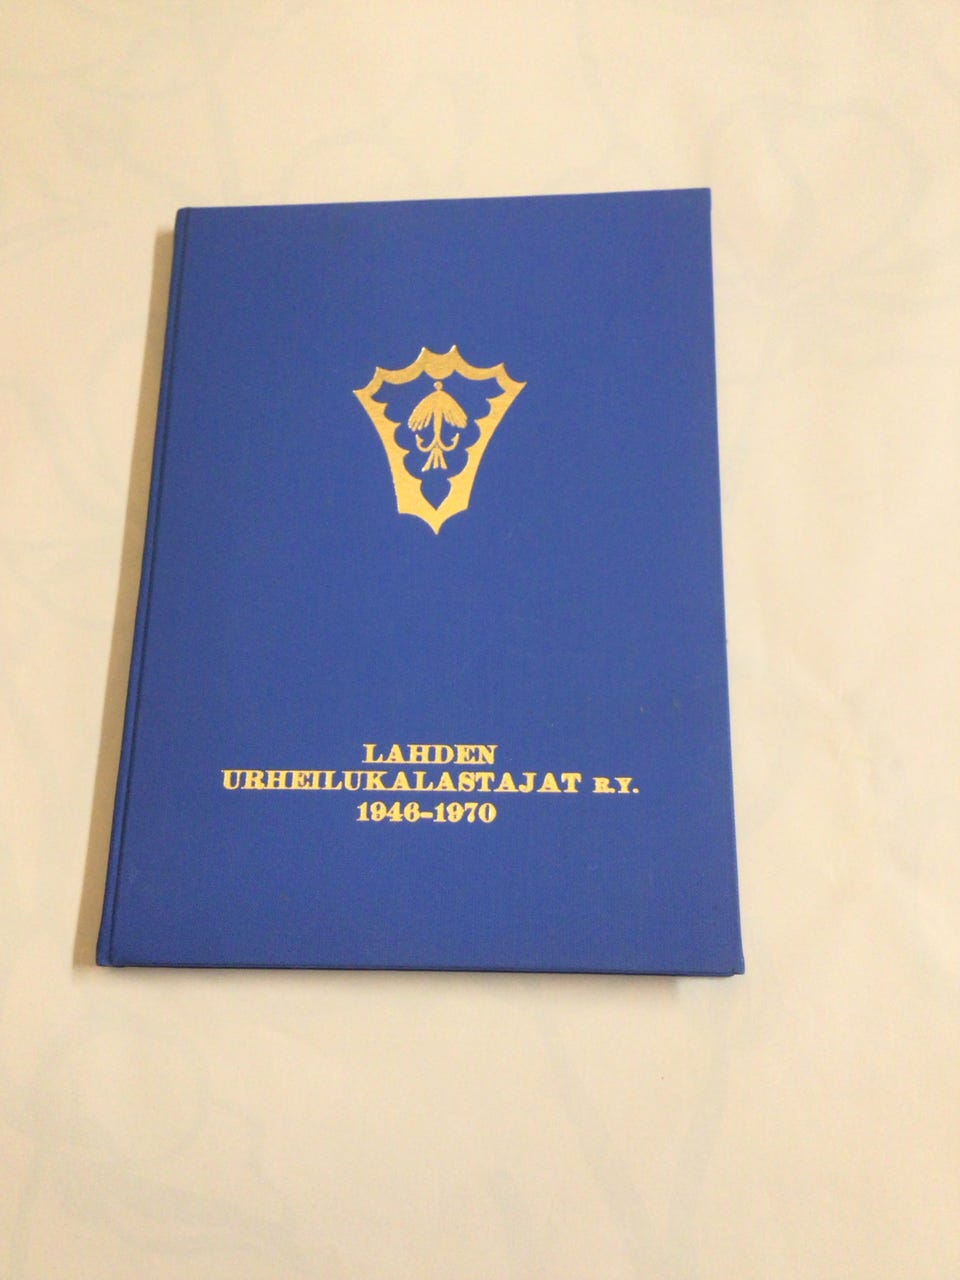 LAHDEN
URHEILUKALASTAJAT R.Y.
1946-1970